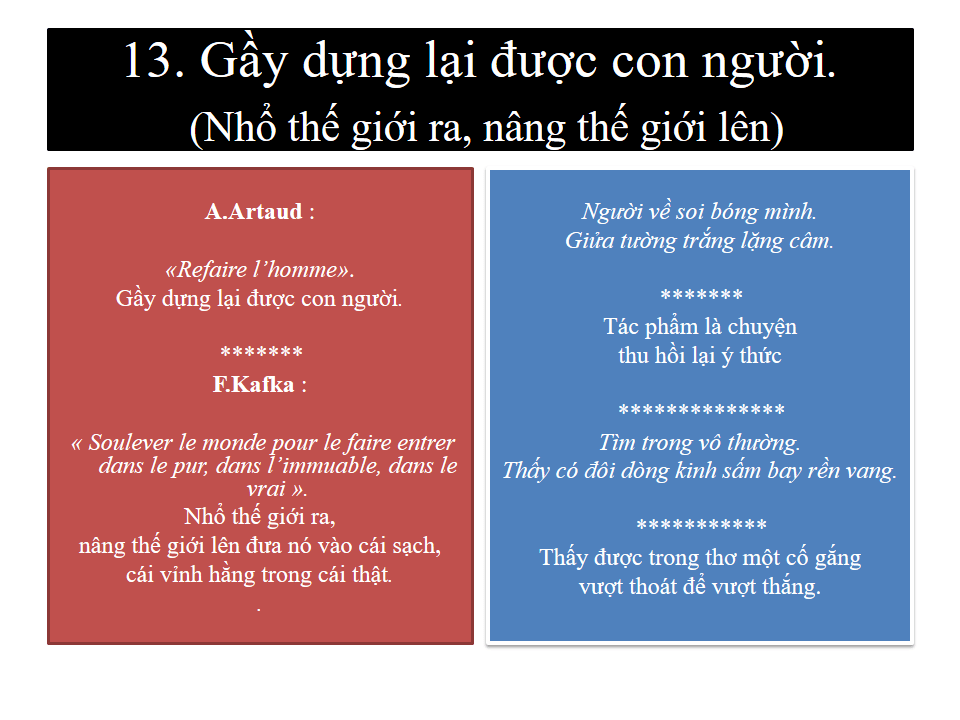 13. Gầy dựng lại được con người.
(Nhổ thế giới ra, nâng thế giới lên)
A.Artaud :
«Refaire l’homme».
Gầy dựng lại được con người.
*******
F.Kafka :
« Soulever le monde pour le faire entrer
dans le pur, dans l’immuable, dans le
vrai ».
Nhổ thế giới ra,
nâng thế giới lên đưa nó vào cái sạch,
cái vỉnh hằng trong cái thật.
.
Người về soi bóng mình.
Giửa tường trắng lặng câm.
*******
Tác phẩm là chuyện
thu hồi lại ý thức
**************
Tìm trong vô thường.
Thấy có đôi dòng kinh sấm bay rền vang.
***********
Thấy được trong thơ một cố gắng
vượt thoát để vượt thắng.